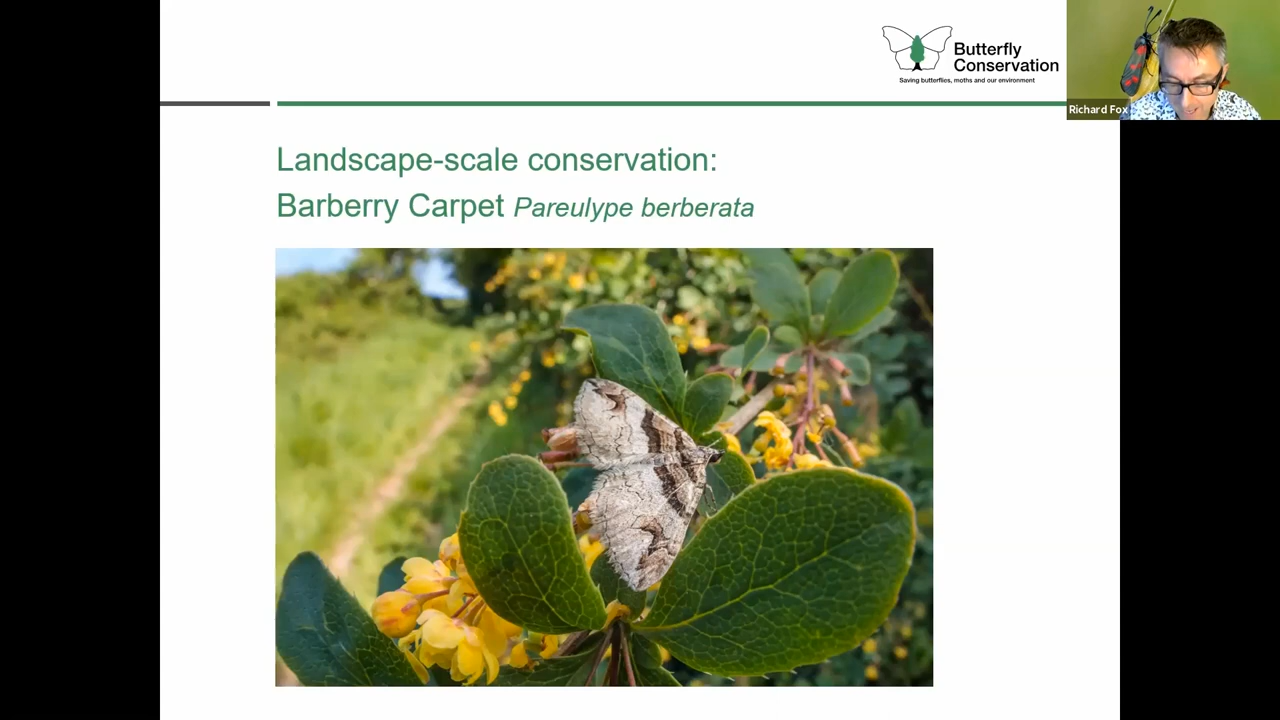 Butterfly
Conservation
Saving butterflies, moths and our environment
Richard Fox
Landscape-scale conservation:
Barberry Carpet Pareulype berberata